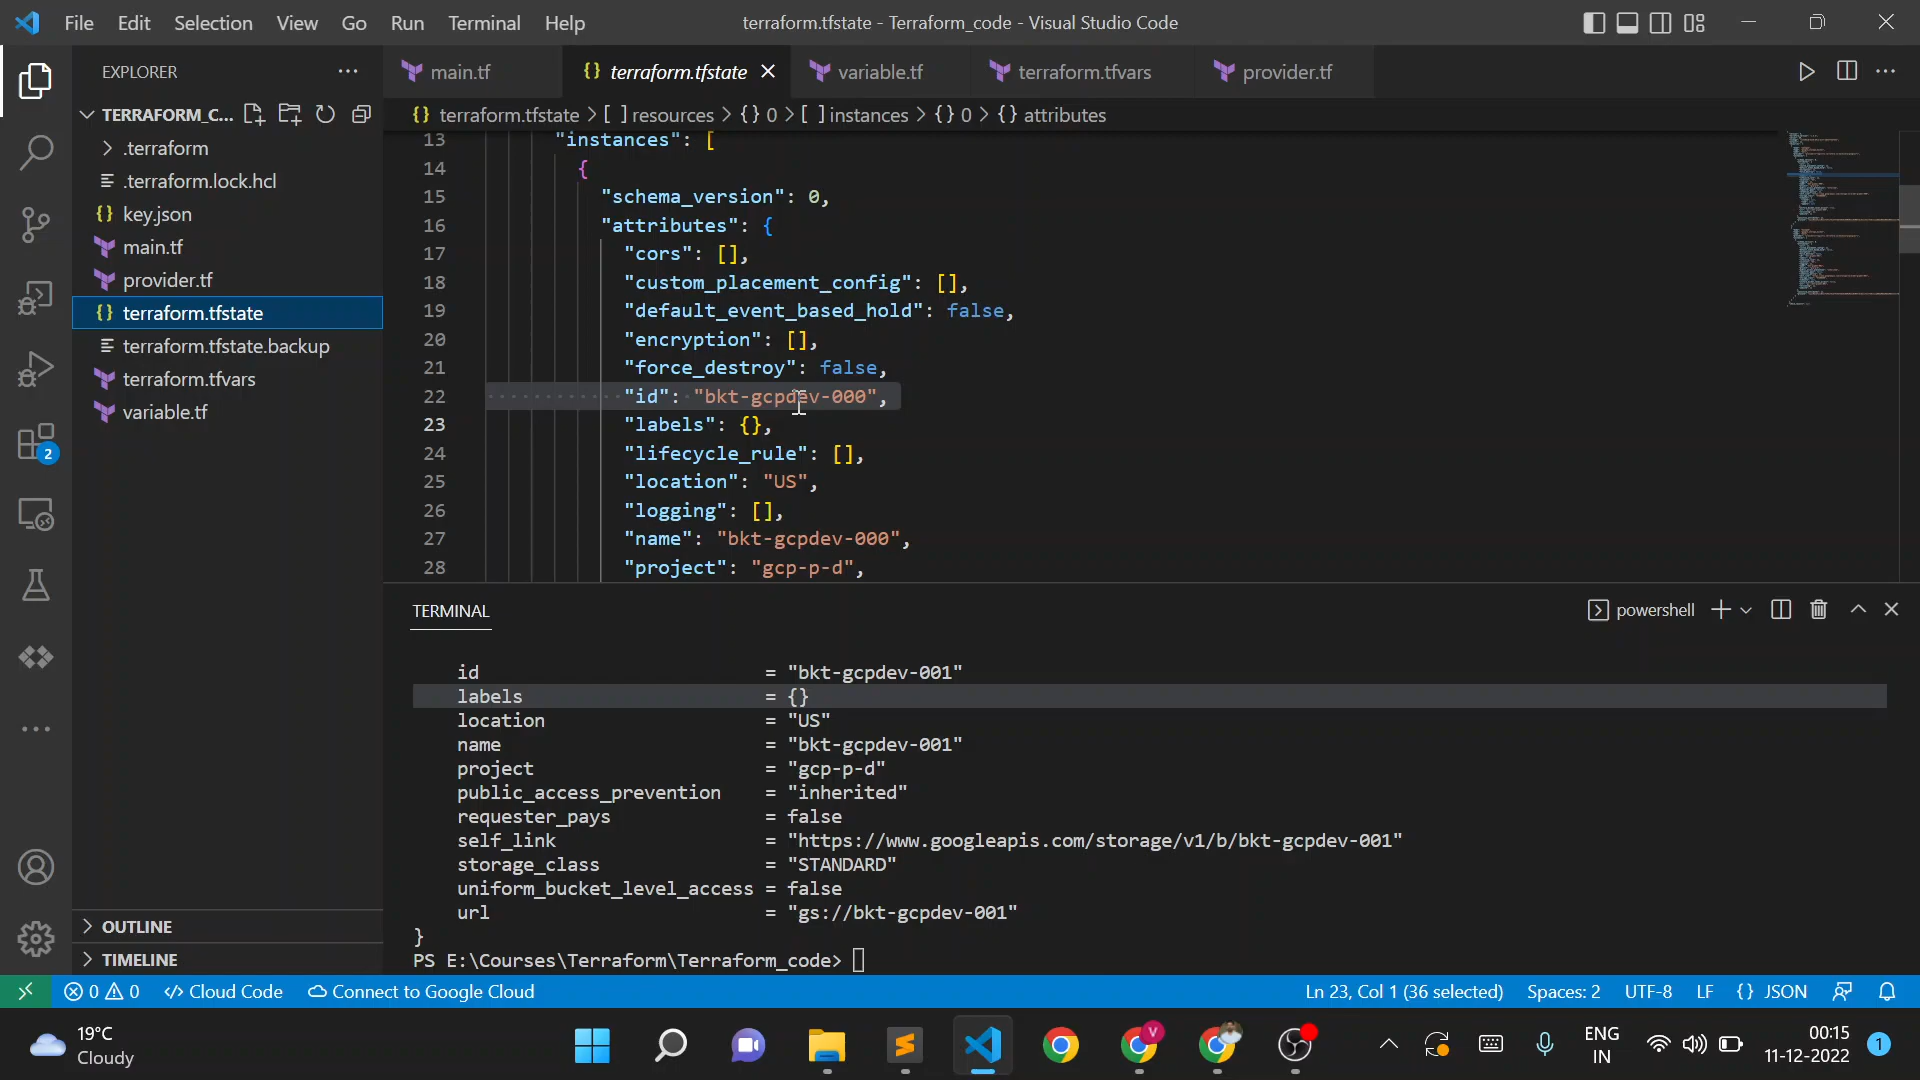 File Edit Selection View Go Run Terminal Help
terraform.tfstate - Terraform_code - Visual Studio Code
EXPLORER
TERRAFORM_C...
.terraform
.terraform.lock.hcl
{} key.json
main.tf
provider.tf
{} terraform.tfstate
terraform.tfstate.backup
terraform.tfvars
variable.tf
2
OUTLINE
TIMELINE
main.tf
{} terraform.tfstate
variable.tf
terraform.tfvars
provider.tf
{} terraform.tfstate > [ ] resources > {} 0 > [ ] instances > {} 0 > {} attributes
13 "instances": [
14 {
15 "schema_version": 0,
16 "attributes": {
17 "cors": [],
18 "custom_placement_config": [],
19 "default_event_based_hold": false,
20 "encryption": [],
21 "force_destroy": false,
22 "id": "bkt-gcpdev-000",
23 "labels": {},
24 "lifecycle_rule": [],
25 "location": "US",
26 "logging": [],
27 "name": "bkt-gcpdev-000",
28 "project": "gcp-p-d",
TERMINAL
powershell
id = "bkt-gcpdev-001"
labels = {}
location = "US"
name = "bkt-gcpdev-001"
project = "gcp-p-d"
public_access_prevention = "inherited"
requester_pays = false
self_link = "https://www.googleapis.com/storage/v1/b/bkt-gcpdev-001"
storage_class = "STANDARD"
uniform_bucket_level_access = false
url = "gs://bkt-gcpdev-001"
}
PS E:\Courses\Terraform\Terraform_code>
0 0 Cloud Code Connect to Google Cloud
Ln 23, Col 1 (36 selected) Spaces: 2 UTF-8 LF {} JSON
19°C
Cloudy
V
ENG
IN
00:15
11-12-2022
1